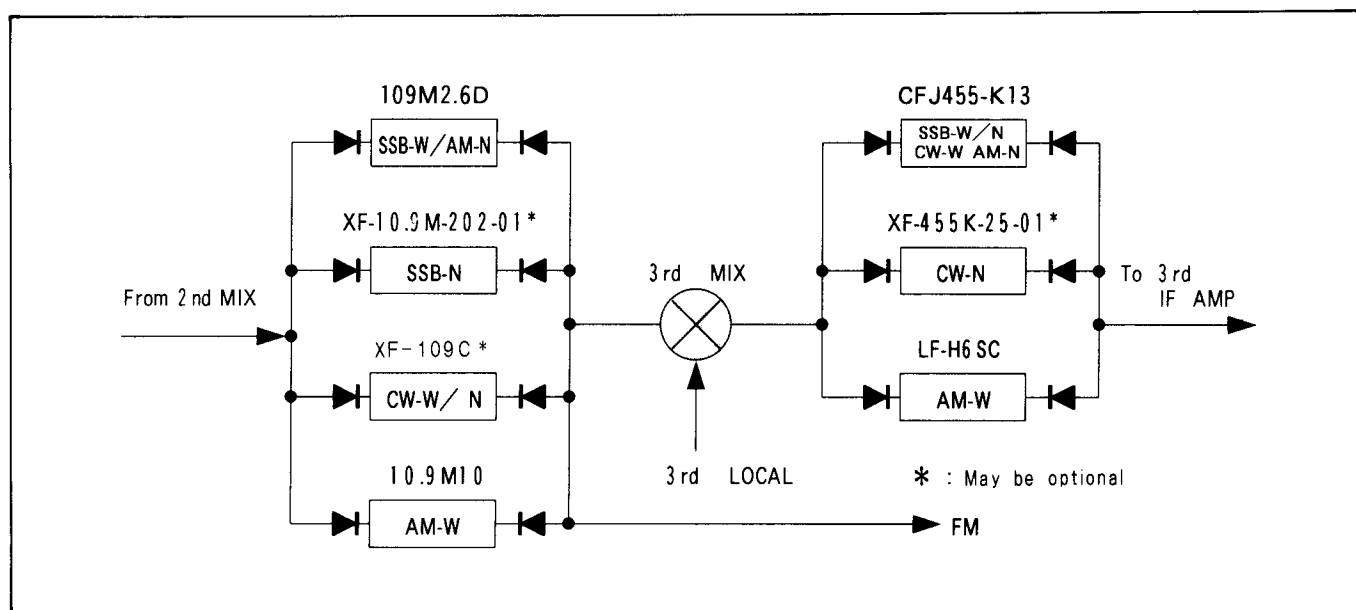 109M2.6D
SSB-W/AM-N
XF-10.9M-202-01*
SSB-N
From 2nd MIX
XF-109C*
CW-W/N
10.9M10
AM-W
3rd MIX
3rd LOCAL
CFJ455-K13
SSB-W/N
CW-W AM-N
XF-455K-25-01*
CW-N
To 3rd
IF AMP
LF-H6SC
AM-W
* : May be optional
FM